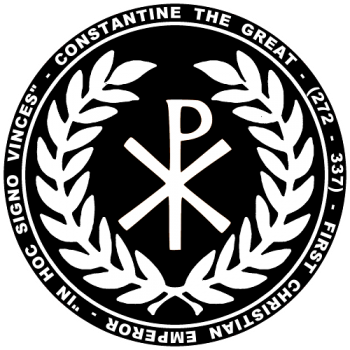 "IN HOC SIGNO VINCES" - CONSTANTINE THE GREAT - (272 - 337) - FIRST CHRISTIAN EMPEROR -